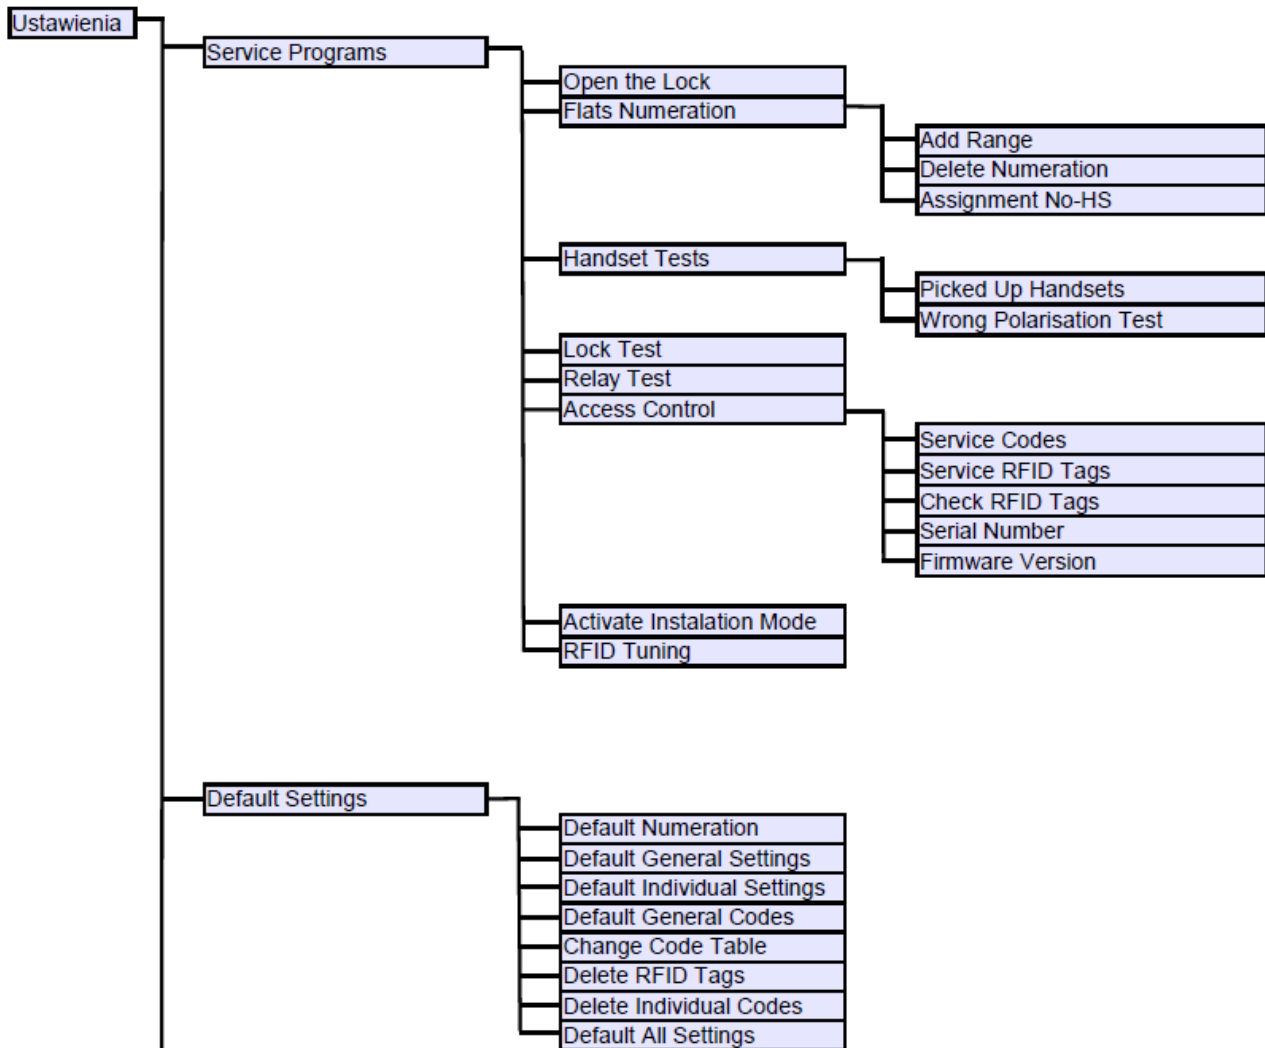 Ustawienia
Service Programs
Open the Lock
Flats Numeration
Add Range
Delete Numeration
Assignment No-HS
Handset Tests
Picked Up Handsets
Wrong Polarisation Test
Lock Test
Relay Test
Access Control
Service Codes
Service RFID Tags
Check RFID Tags
Serial Number
Firmware Version
Activate Instalation Mode
RFID Tuning
Default Settings
Default Numeration
Default General Settings
Default Individual Settings
Default General Codes
Change Code Table
Delete RFID Tags
Delete Individual Codes
Default All Settings